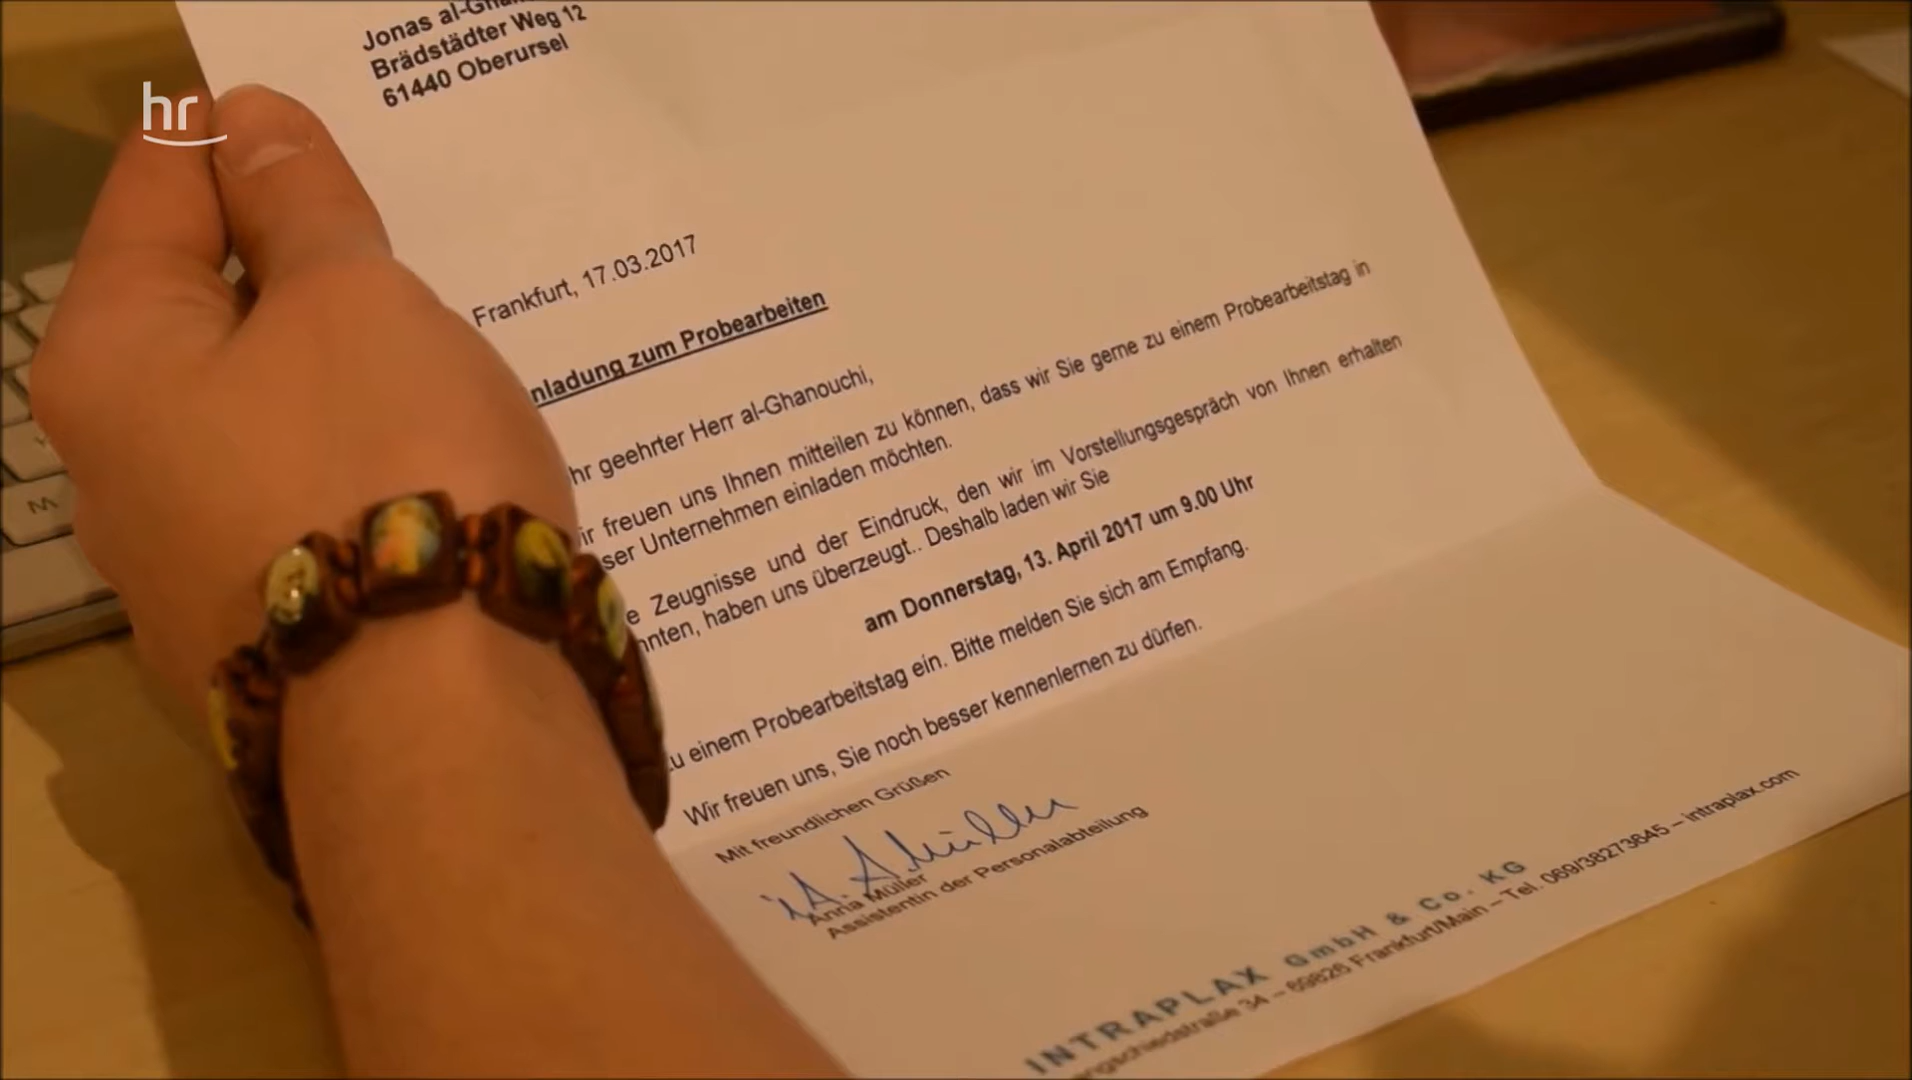 hr
Jonas
Brädstädter Weg 12
61440 Oberursel
Frankfurt, 17.03.2017
nladung zum Probearbeiten
hr geehrter Herr al-Ghanouchi,
ir freuen uns Ihnen mitteilen zu können, dass wir Sie gerne zu einem Probearbeitstag in
ser Unternehmen einladen möchten.
e Zeugnisse und der Eindruck, den wir im Vorstellungsgespräch von Ihnen erhalten
nnten, haben uns überzeugt.. Deshalb laden wir Sie
am Donnerstag, 13. April 2017 um 9.00 Uhr
zu einem Probearbeitstag ein. Bitte melden Sie sich am Empfang.
Wir freuen uns, Sie noch besser kennenlernen zu dürfen.
Mit freundlichen Grüßen
Anna Müller
Assistentin der Personalabteilung
INTRAPLAX GmbH & Co. KG
34 – 69826 Frankfurt/Main – Tel. 069/38273645 – intraplax.com
M